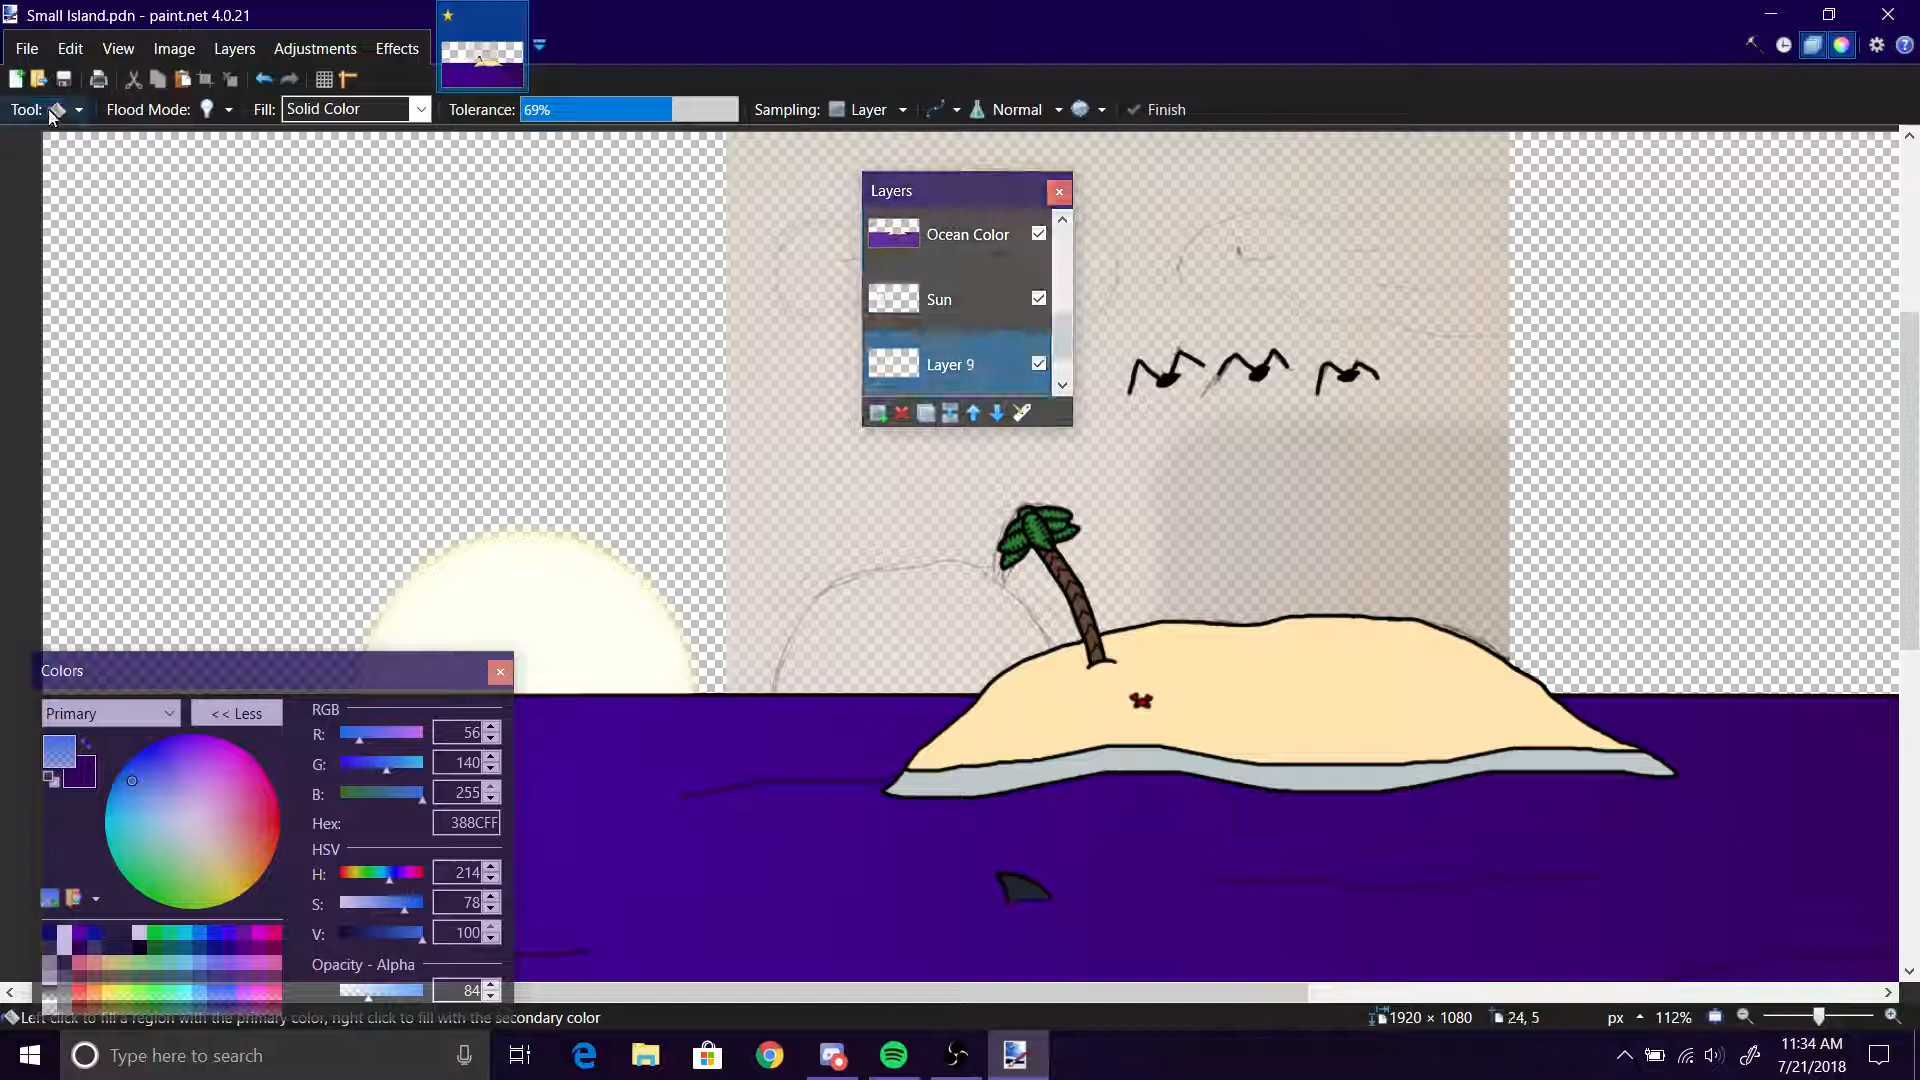 Small Island.pdn - paint.net 4.0.21
File Edit View Image Layers Adjustments Effects
Tool: Flood Mode: Fill: Solid Color Tolerance: 69% Sampling: Layer Normal Finish
Layers
Ocean Color
Sun
Layer 9
Colors
Primary << Less RGB
R: 56
G: 140
B: 255
Hex: 388CFF
HSV
H: 214
S: 78
V: 100
Opacity - Alpha
84
Left click to fill a region with the primary color, right click to fill with the secondary color 1920 × 1080 24, 5 px 112%
Type here to search 11:34 AM
7/21/2018